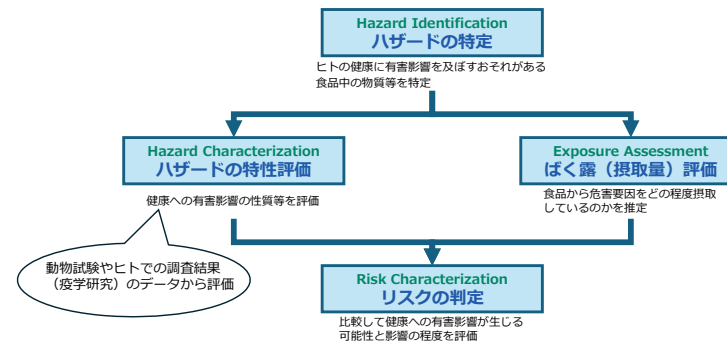 Hazard Identification
ハザードの特定
ヒトの健康に有害影響を及ぼすおそれがある
食品中の物質等を特定
Hazard Characterization
ハザードの特性評価
健康への有害影響の性質等を評価
Exposure Assessment
ばく露（摂取量）評価
食品から危害要因をどの程度摂取
しているのかを推定
動物試験やヒトでの調査結果
（疫学研究）のデータから評価
Risk Characterization
リスクの判定
比較して健康への有害影響が生じる
可能性と影響の程度を評価